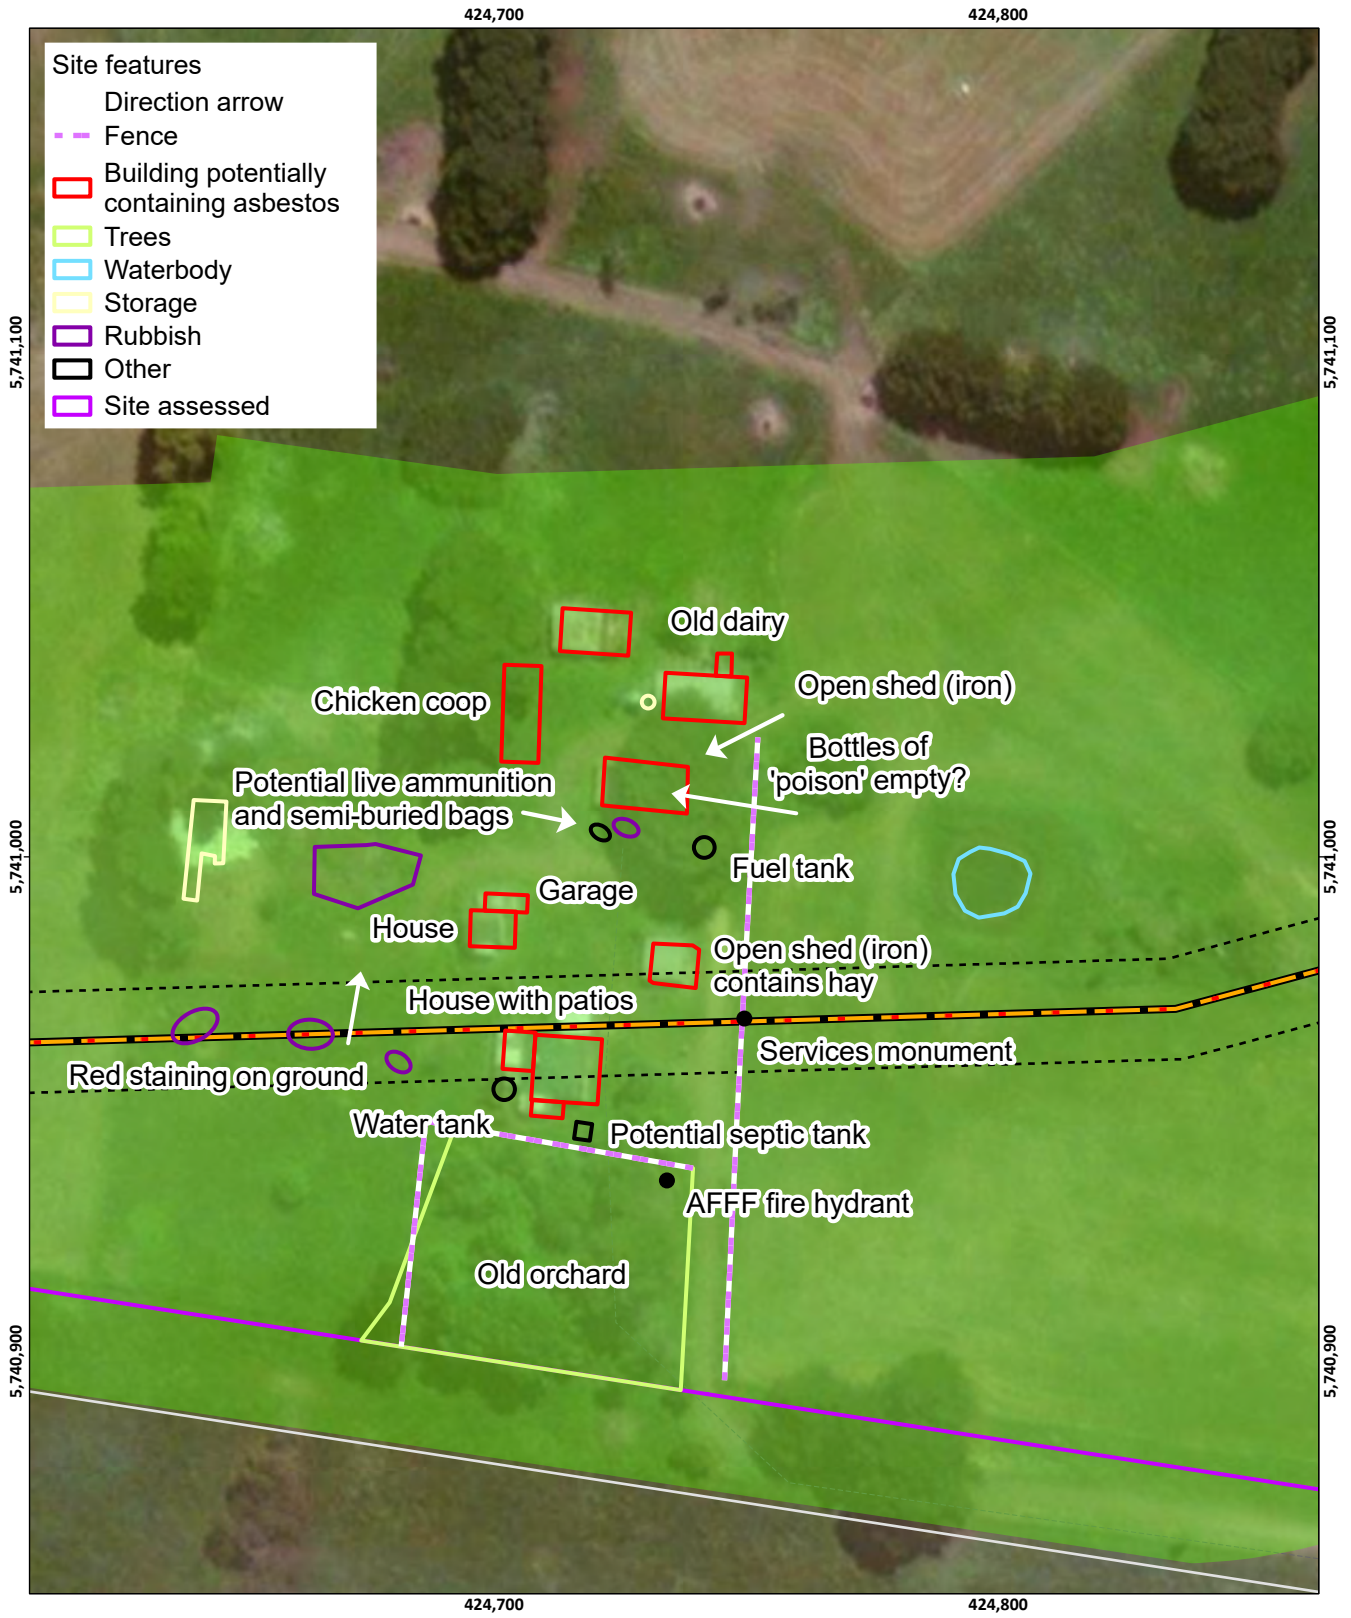 424,700
424,800
Site features
Direction arrow
Fence
Building potentially
containing asbestos
Trees
Waterbody
Storage
Rubbish
Other
Site assessed
5,741,100
5,741,100
Old dairy
Chicken coop
Open shed (iron)
Bottles of
'poison' empty?
Potential live ammunition
and semi-buried bags
5,741,000
5,741,000
Fuel tank
Garage
House
Open shed (iron)
contains hay
House with patios
Services monument
Red staining on ground
Water tank
Potential septic tank
AFFF fire hydrant
Old orchard
5,740,900
5,740,900
424,700
424,800